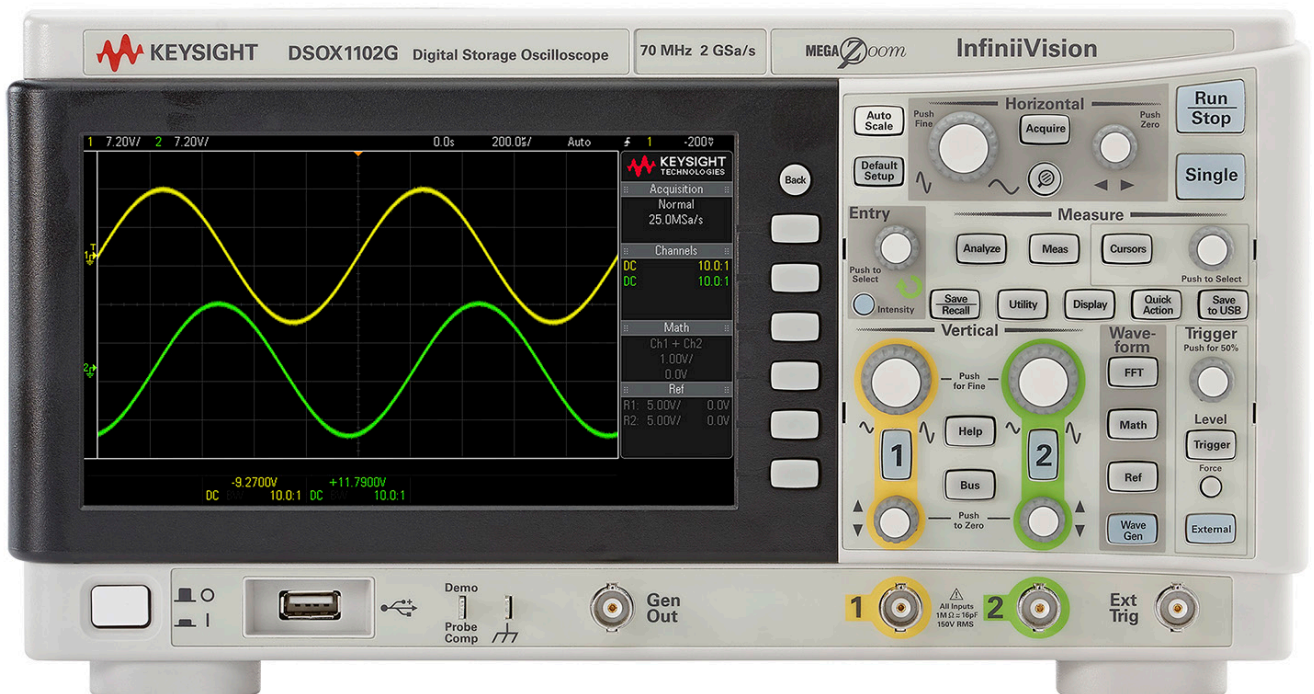 KEYSIGHT DSOX1102G Digital Storage Oscilloscope 70 MHz 2 GSa/s MEGA Zoom InfiniiVision
1 7.20V/ 2 7.20V/ 0.0s 200.0㎲/ Auto 1 -200
KEYSIGHT
TECHNOLOGIES
Acquisition
Normal
25.0MSa/s
Channels
DC 10.0:1
DC 10.0:1
Math
Ch1 + Ch2
1.00V/
0.0V
Ref
R1: 5.00V/ 0.0V
R2: 5.00V/ 0.0V
T
1
2
-9.2700V +11.7900V
DC BW 10.0:1 DC BW 10.0:1
Back
Auto
Scale
Default
Setup
Horizontal
Push
Fine
Acquire
Push
Zero
Run
Stop
Single
Entry
Push to
Select
Intensity
Measure
Analyze
Meas
Cursors
Push to Select
Save
Recall
Utility
Display
Quick
Action
Save
to USB
Vertical
Push
for Fine
1
Help
2
Bus
Push
to Zero
Wave-
form
FFT
Math
Ref
Wave
Gen
Trigger
Push for 50%
Level
Trigger
Force
External
Demo
Probe
Comp
Gen
Out
1
All Inputs
1M Ω = 16pF
150V RMS
2
Ext
Trig